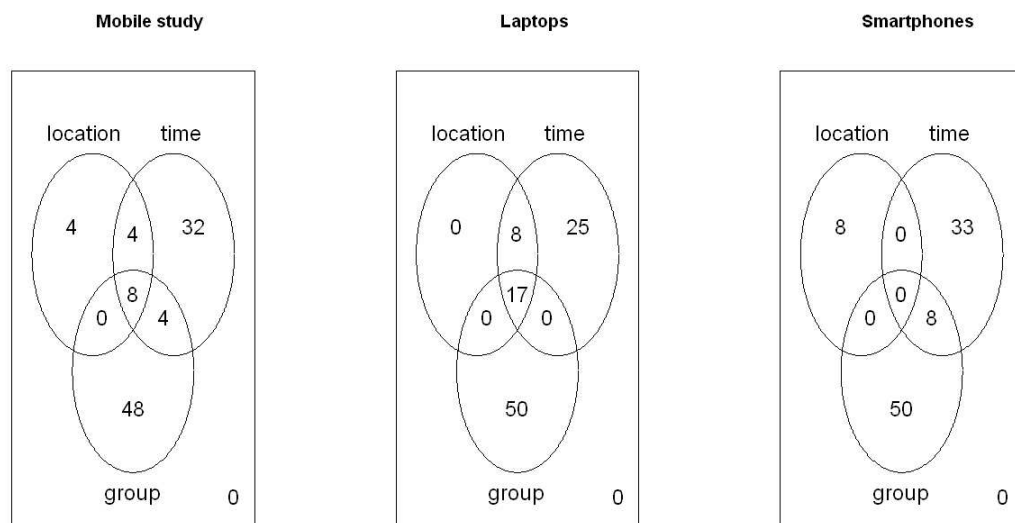 Mobile study Laptops Smartphones
location time location time location time
4 4 32 0 8 25 8 0 33
8 17 0
0 4 0 0 0 8
48 50 50
group 0 group 0 group 0